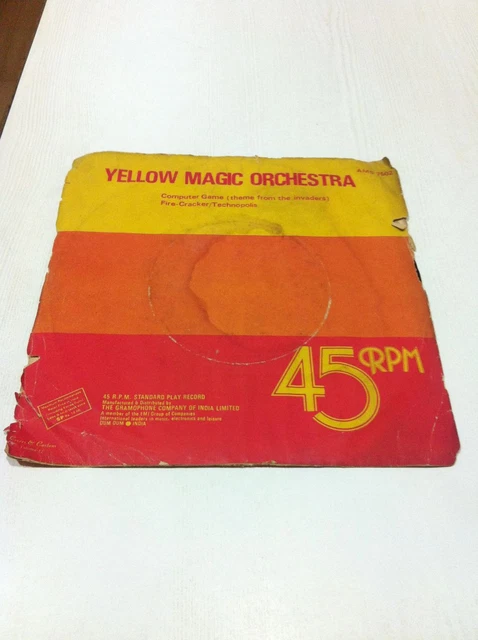 YELLOW MAGIC ORCHESTRA
Computer Game (theme from the invaders)
Fire-Cracker/Technopolis
45 RPM
45 R.P.M. STANDARD PLAY RECORD
Manufactured & Distributed by
THE GRAMOPHONE COMPANY OF INDIA LIMITED
A member of the EMI Group of Companies
International leaders in music, electronics and leisure
DUM DUM INDIA